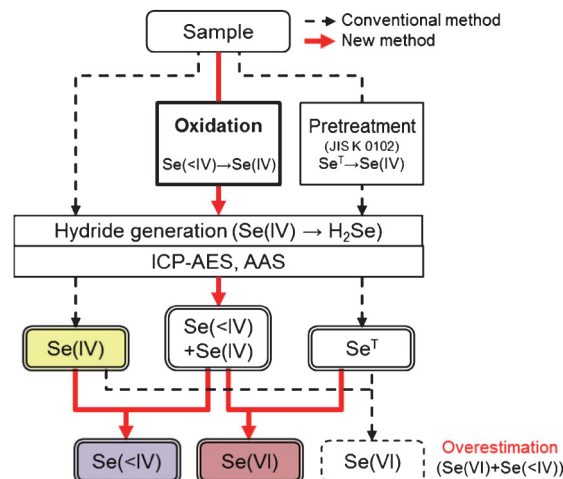 Conventional method
New method
Sample
Oxidation
Se(<IV)→Se(IV)
Pretreatment
(JIS K 0102)
Seᵀ→Se(IV)
Hydride generation (Se(IV) → H₂Se)
ICP-AES, AAS
Se(IV)
Se(<IV)
+Se(IV)
Seᵀ
Se(<IV)
Se(VI)
Se(VI)
Overestimation
(Se(VI)+Se(<IV))